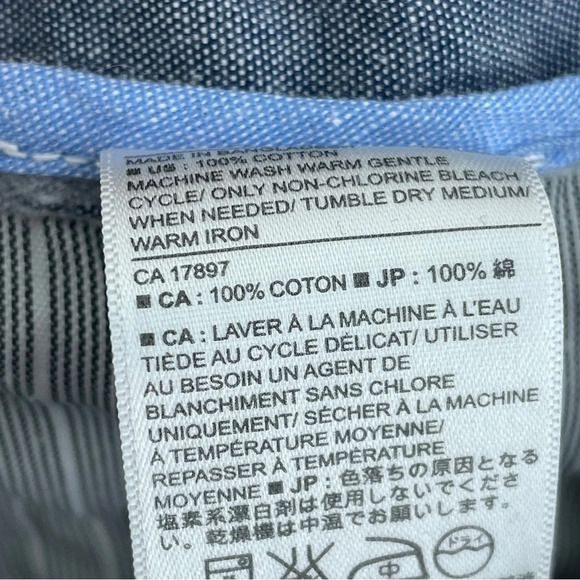 MADE IN BANGLADESH
■ US : 100% COTTON
MACHINE WASH WARM GENTLE
CYCLE/ ONLY NON-CHLORINE BLEACH
WHEN NEEDED/ TUMBLE DRY MEDIUM/
WARM IRON
CA 17897
■ CA : 100% COTON ■ JP : 100% 綿
■ CA : LAVER À LA MACHINE À L'EAU
TIÈDE AU CYCLE DÉLICAT/ UTILISER
AU BESOIN UN AGENT DE
BLANCHIMENT SANS CHLORE
UNIQUEMENT/ SÉCHER À LA MACHINE
À TEMPÉRATURE MOYENNE/
REPASSER À TEMPÉRATURE
MOYENNE ■ JP : 色落ちの原因となる
塩素系漂白剤は使用しないでくださ
い。乾燥機は中温でお願いします。
中
ドライ